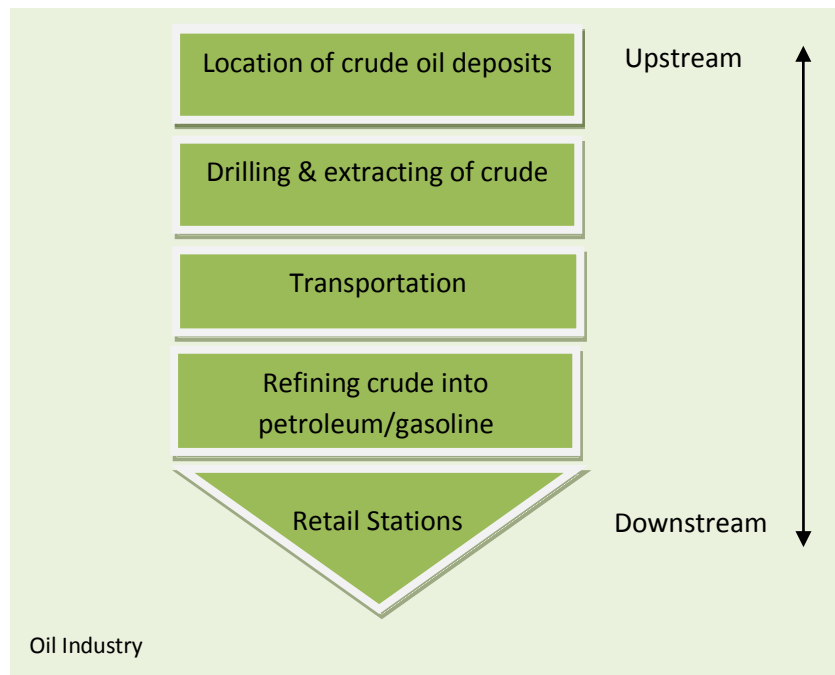 Location of crude oil deposits
Upstream
Drilling & extracting of crude
Transportation
Refining crude into
petroleum/gasoline
Retail Stations
Downstream
Oil Industry